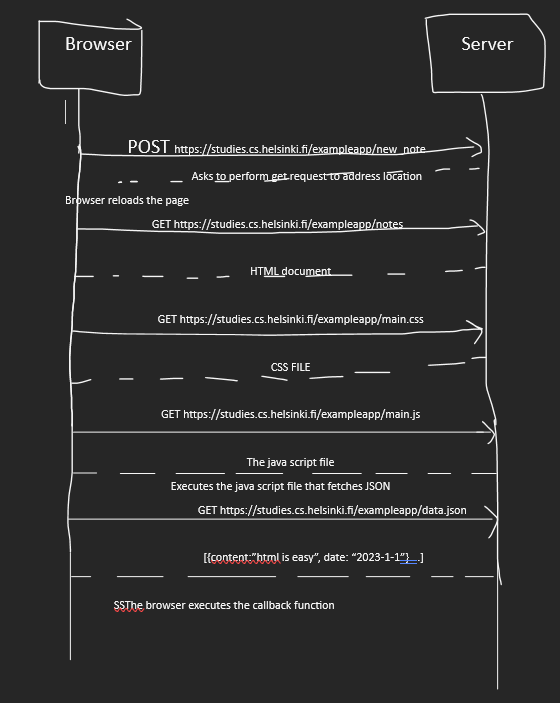 Browser
Server
POST https://studies.cs.helsinki.fi/exampleapp/new_note
Asks to perform get request to address location
Browser reloads the page
GET https://studies.cs.helsinki.fi/exampleapp/notes
HTML document
GET https://studies.cs.helsinki.fi/exampleapp/main.css
CSS FILE
GET https://studies.cs.helsinki.fi/exampleapp/main.js
The java script file
Executes the java script file that fetches JSON
GET https://studies.cs.helsinki.fi/exampleapp/data.json
[{content:”html is easy”, date: “2023-1-1”}....]
SSThe browser executes the callback function